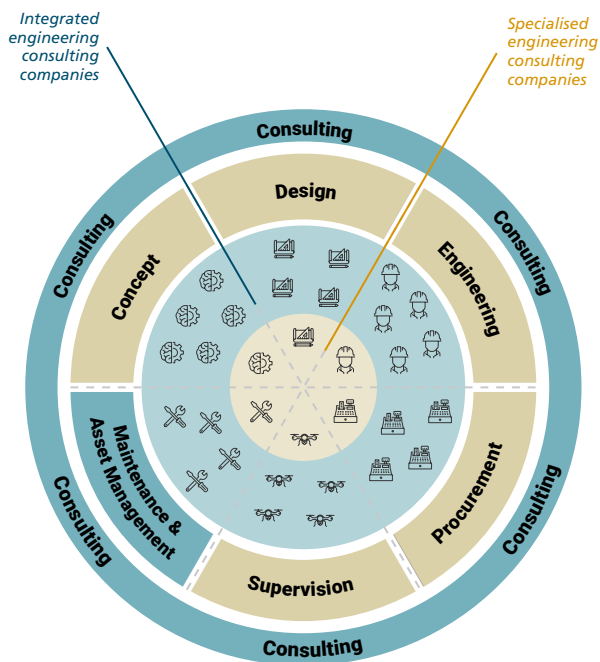 Integrated
engineering
consulting
companies
Specialised
engineering
consulting
companies
Consulting
Design
Consulting
Consulting
Concept
Engineering
Maintenance &
Asset Management
Procurement
Consulting
Consulting
Supervision
Consulting